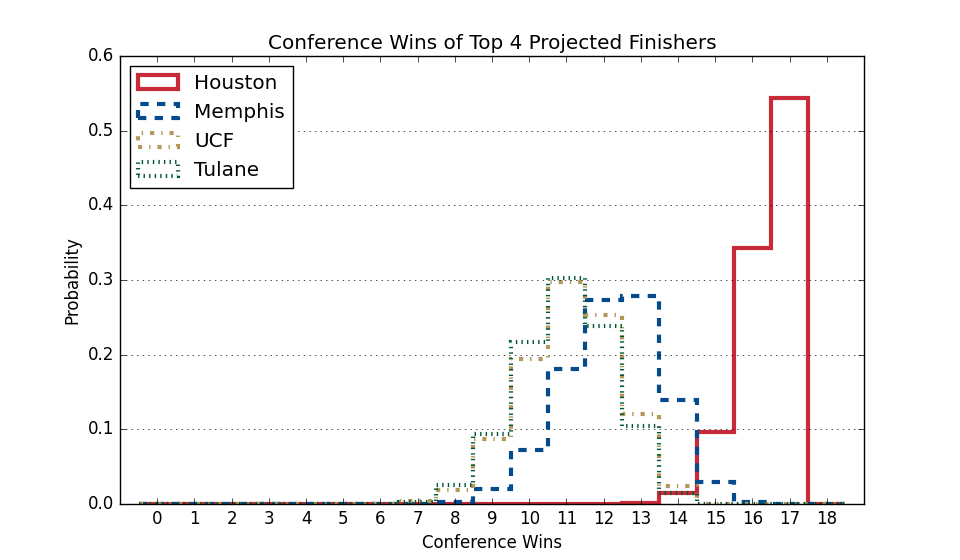 Conference Wins of Top 4 Projected Finishers
0.6
0.5
0.4
0.3
0.2
0.1
0.0
Probability
Houston
Memphis
UCF
Tulane
0 1 2 3 4 5 6 7 8 9 10 11 12 13 14 15 16 17 18
Conference Wins